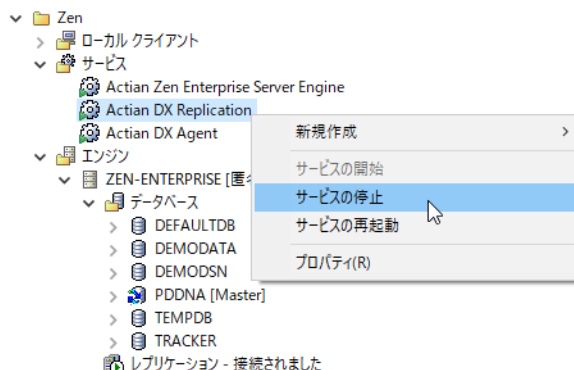 Zen
ローカル クライアント
サービス
Actian Zen Enterprise Server Engine
Actian DX Replication
Actian DX Agent
エンジン
ZEN-ENTERPRISE [匿
データベース
DEFAULTDB
DEMODATA
DEMODSN
PDDNA [Master]
TEMPDB
TRACKER
レプリケーション - 接続されました
新規作成
サービスの開始
サービスの停止
サービスの再起動
プロパティ(R)